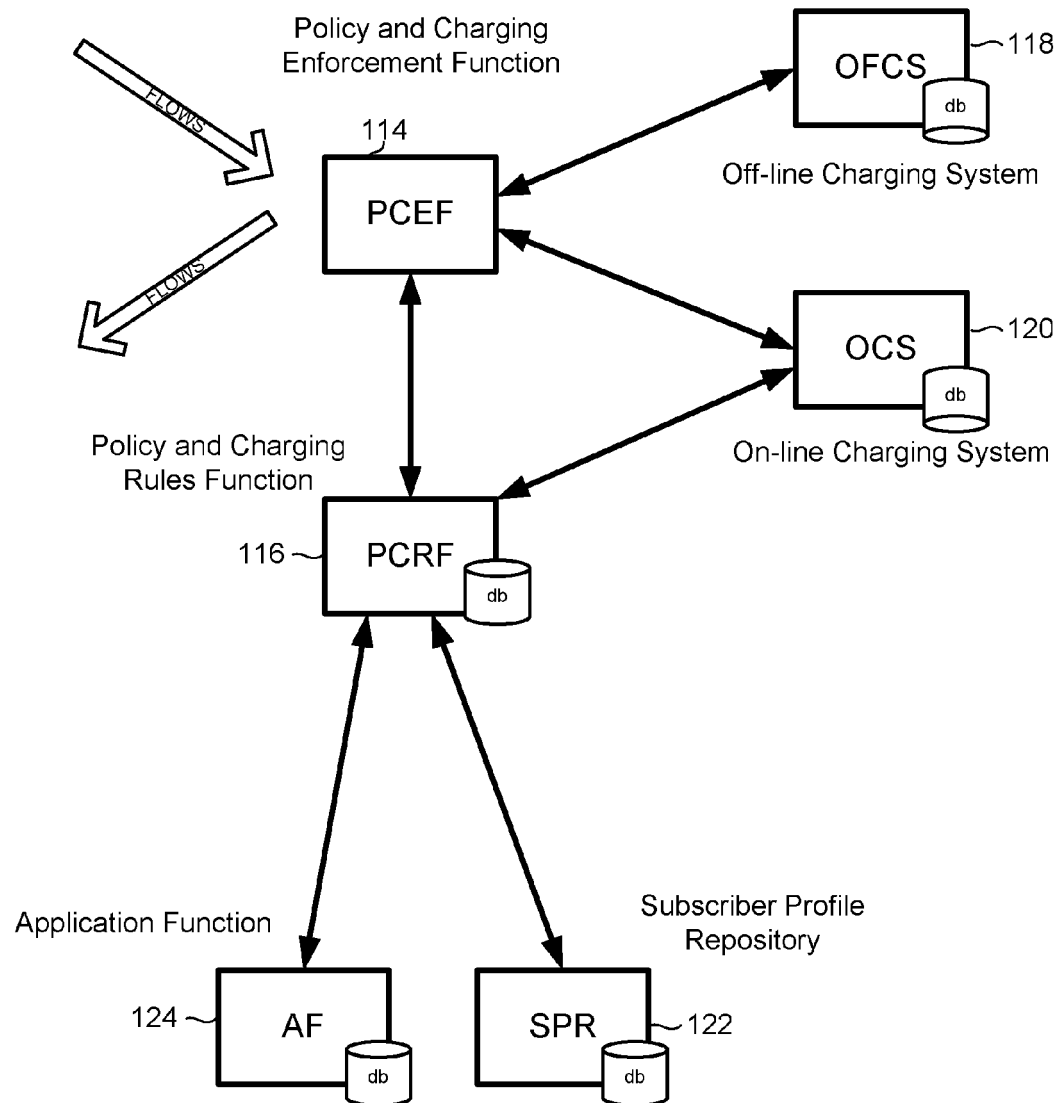 Policy and Charging
Enforcement Function
114
PCEF
FLOWS
FLOWS
OFCS
118
db
Off-line Charging System
OCS
120
db
On-line Charging System
Policy and Charging
Rules Function
116
PCRF
db
Application Function
124
AF
db
Subscriber Profile
Repository
SPR
122
db